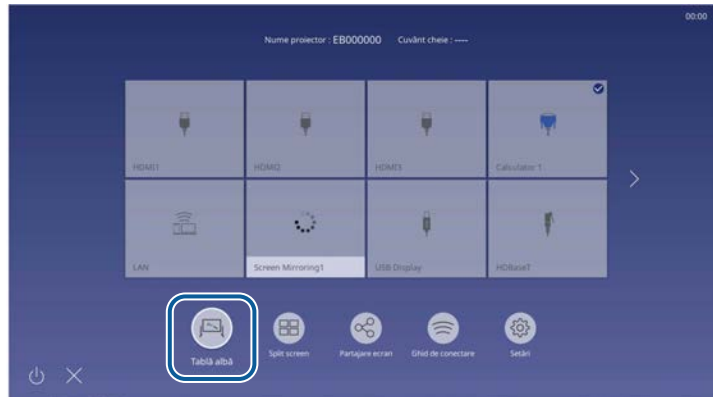 00:00
Nume proiector : EB000000 Cuvânt cheie : ----
HDMI1 HDMI2 HDMI3 Calculator 1
LAN Screen Mirroring1 USB Display HDBaseT
Tablă albă Split screen Partajare ecran Ghid de conectare Setări